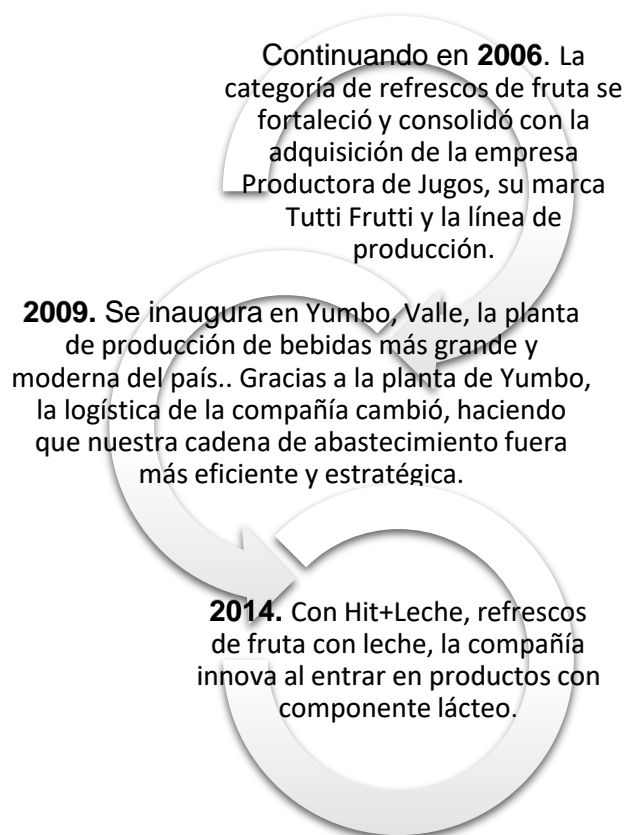 Continuando en 2006. La
categoría de refrescos de fruta se
fortaleció y consolidó con la
adquisición de la empresa
Productora de Jugos, su marca
Tutti Frutti y la línea de
producción.
2009. Se inaugura en Yumbo, Valle, la planta
de producción de bebidas más grande y
moderna del país.. Gracias a la planta de Yumbo,
la logística de la compañía cambió, haciendo
que nuestra cadena de abastecimiento fuera
más eficiente y estratégica.
2014. Con Hit+Leche, refrescos
de fruta con leche, la compañía
innova al entrar en productos con
componente lácteo.